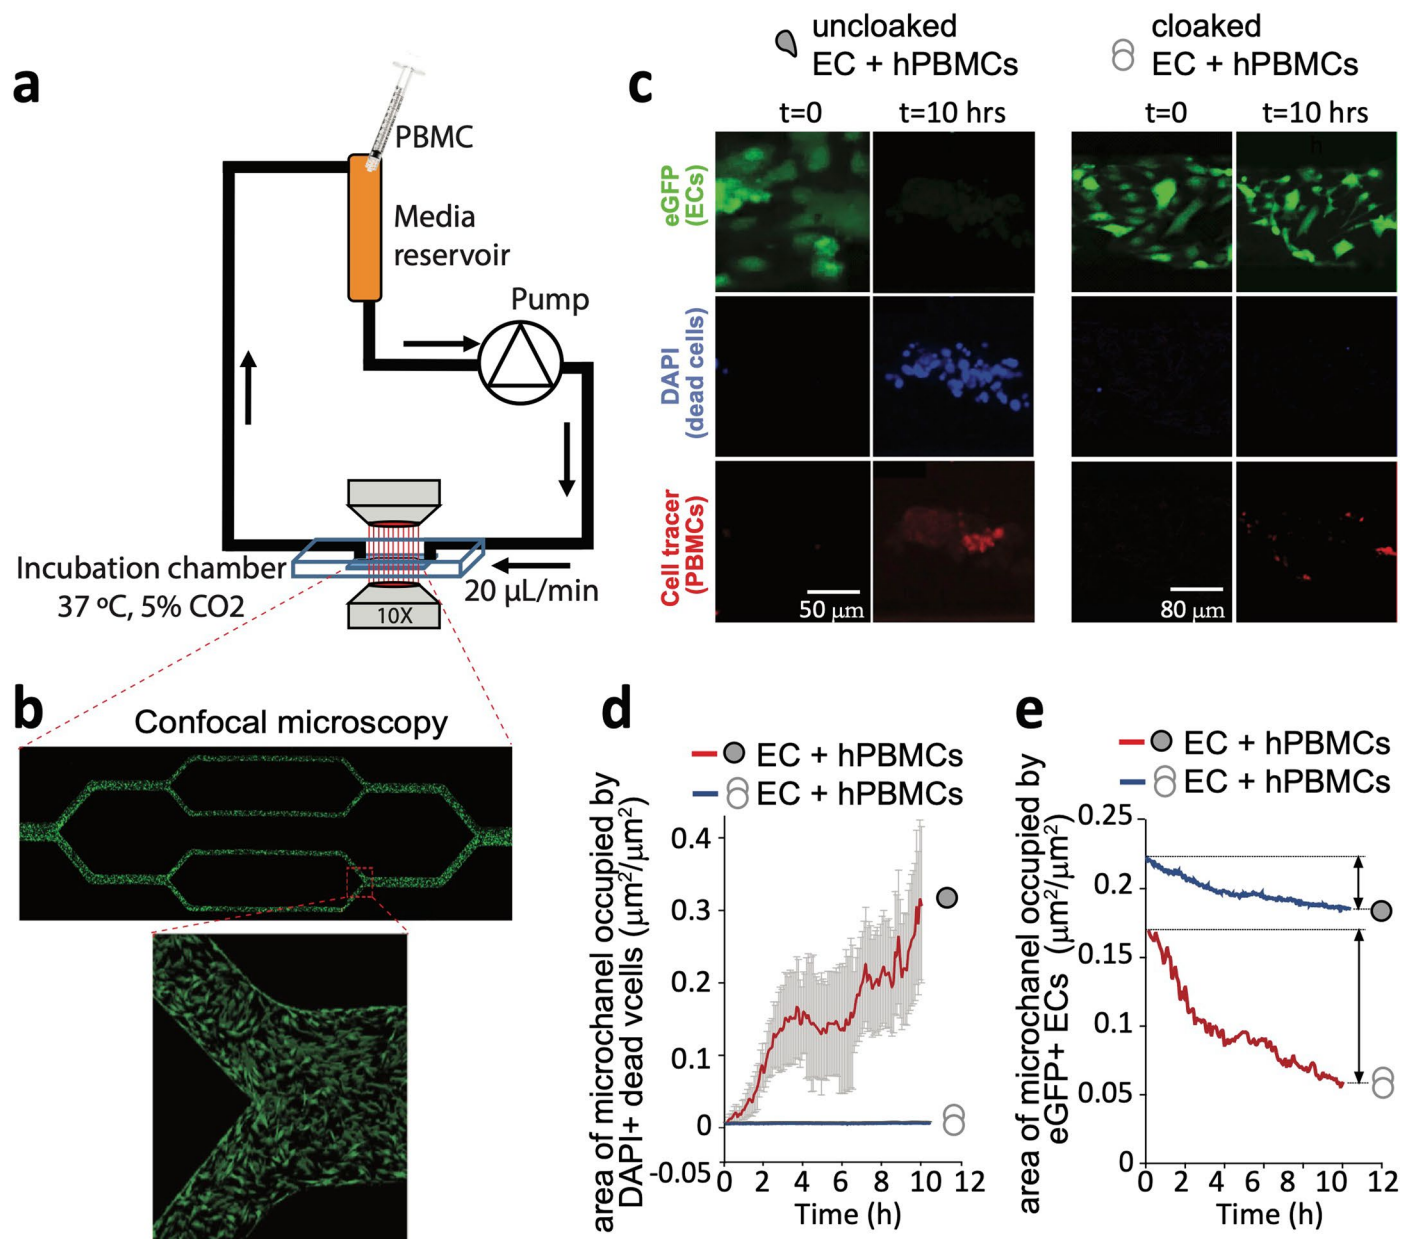 a
PBMC
Media
reservoir
Pump
Incubation chamber
37 ºC, 5% CO2
20 µL/min
10X
b
Confocal microscopy
c
uncloaked
EC + hPBMCs
cloaked
EC + hPBMCs
t=0
t=10 hrs
t=0
t=10 hrs
h
eGFP
(ECs)
DAPI
(dead cells)
Cell tracer
(PBMCs)
50 µm
80 µm
d
EC + hPBMCs
EC + hPBMCs
area of microchanel occupied by
DAPI+ dead vcells (µm²/µm²)
0.4
0.3
0.2
0.1
0
-0.05
0 2 4 6 8 10 12
Time (h)
e
EC + hPBMCs
EC + hPBMCs
area of microchanel occupied by
eGFP+ ECs (µm²/µm²)
0.25
0.2
0.15
0.1
0.05
0
0 2 4 6 8 10 12
Time (h)